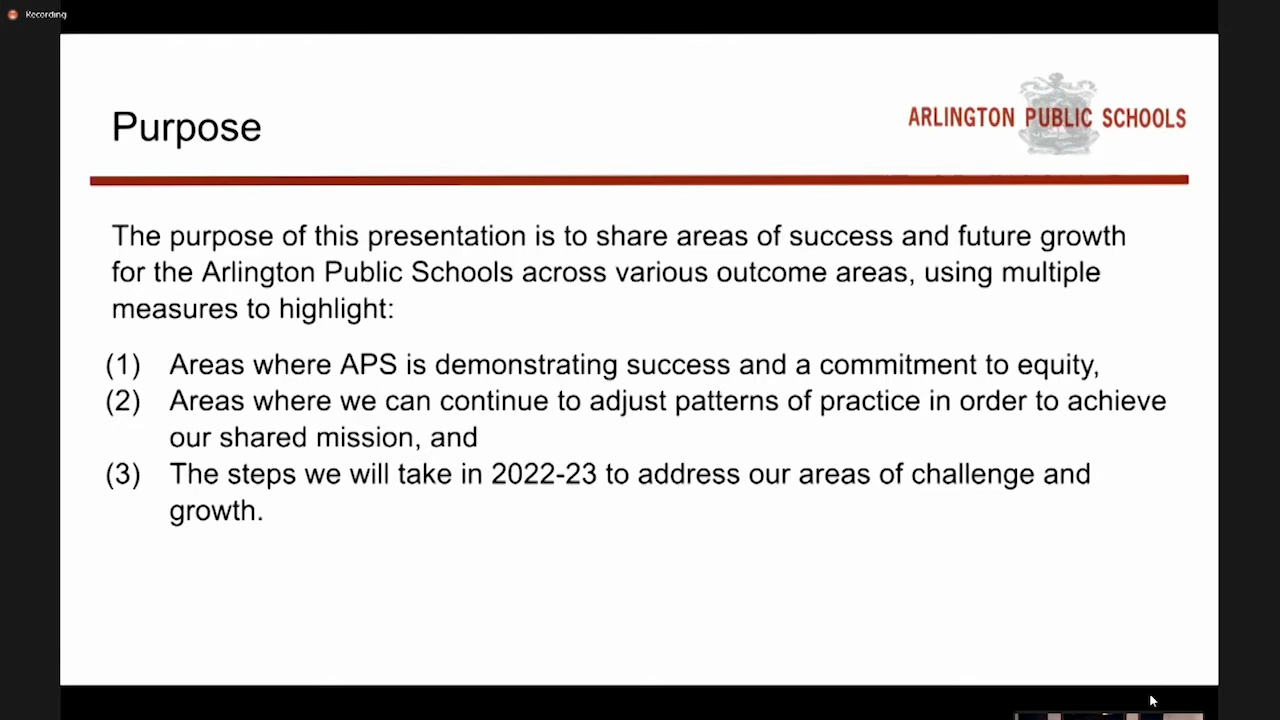 Recording
Purpose
ARLINGTON PUBLIC SCHOOLS
The purpose of this presentation is to share areas of success and future growth
for the Arlington Public Schools across various outcome areas, using multiple
measures to highlight:
(1) Areas where APS is demonstrating success and a commitment to equity,
(2) Areas where we can continue to adjust patterns of practice in order to achieve
our shared mission, and
(3) The steps we will take in 2022-23 to address our areas of challenge and
growth.